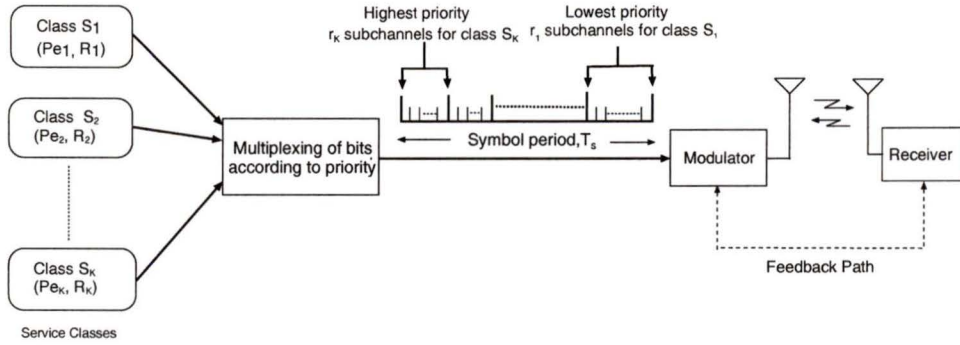 Class S1
(Pe1, R1)
Class S2
(Pe2, R2)
Class SK
(PeK, RK)
Service Classes
Multiplexing of bits
according to priority
Highest priority
rK subchannels for class SK
Lowest priority
r1 subchannels for class S1
Symbol period,Ts
Modulator
Receiver
Feedback Path